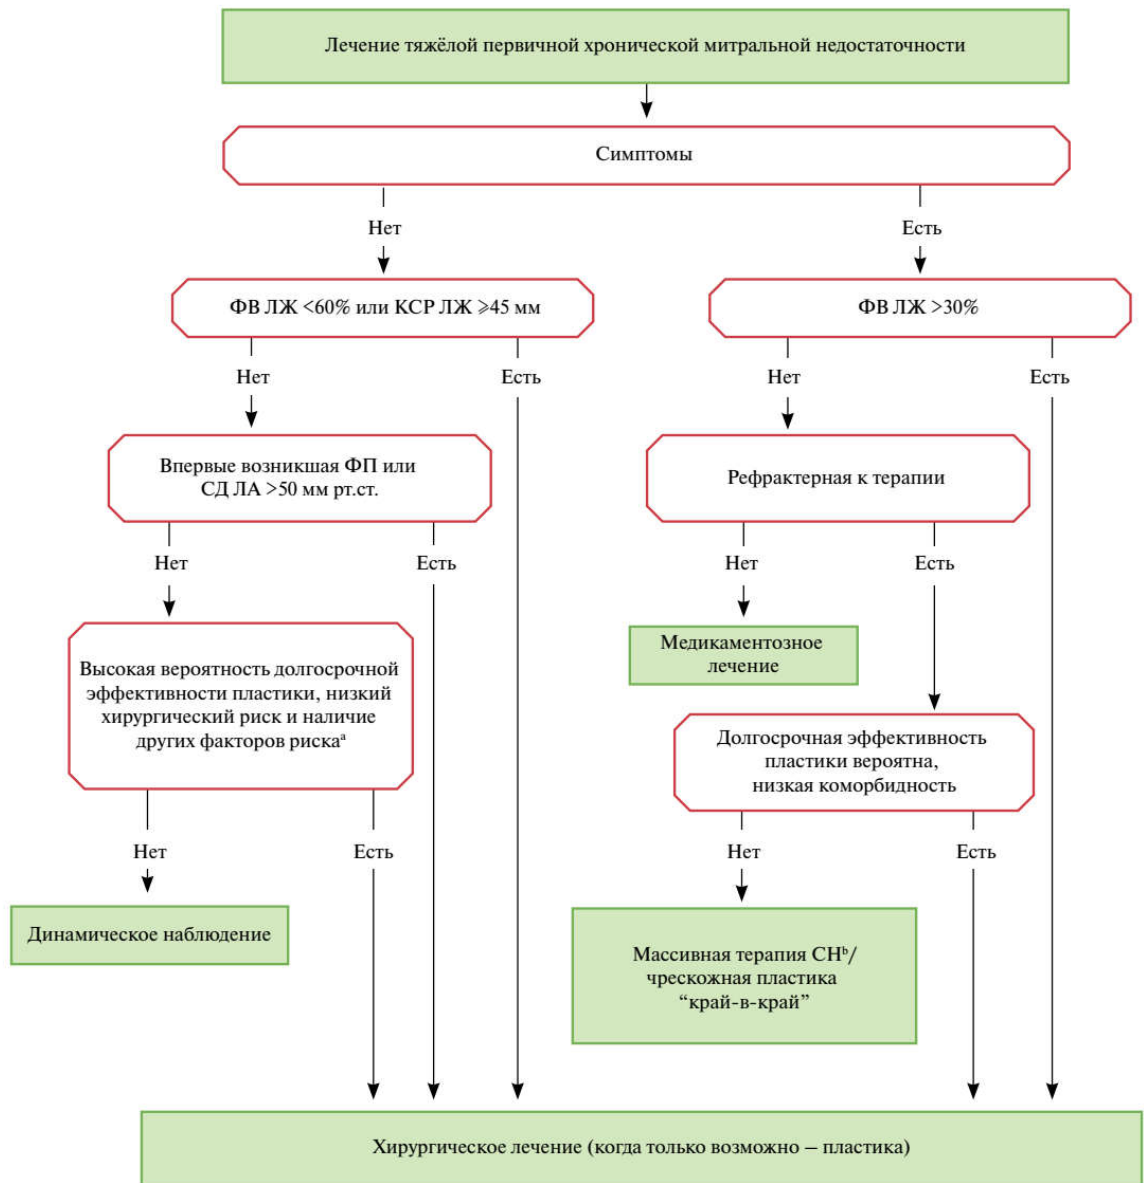 Лечение тяжёлой первичной хронической митральной недостаточности
Симптомы
Нет
Есть
ФВ ЛЖ <60% или КСР ЛЖ ⩾45 мм
ФВ ЛЖ >30%
Нет
Есть
Нет
Есть
Впервые возникшая ФП или
СД ЛА >50 мм рт.ст.
Рефрактерная к терапии
Нет
Есть
Нет
Есть
Высокая вероятность долгосрочной
эффективности пластики, низкий
хирургический риск и наличие
других факторов рискаᵃ
Медикаментозное
лечение
Долгосрочная эффективность
пластики вероятна,
низкая коморбидность
Нет
Есть
Нет
Есть
Динамическое наблюдение
Массивная терапия СНᵇ/
чрескожная пластика
“край-в-край”
Хирургическое лечение (когда только возможно – пластика)